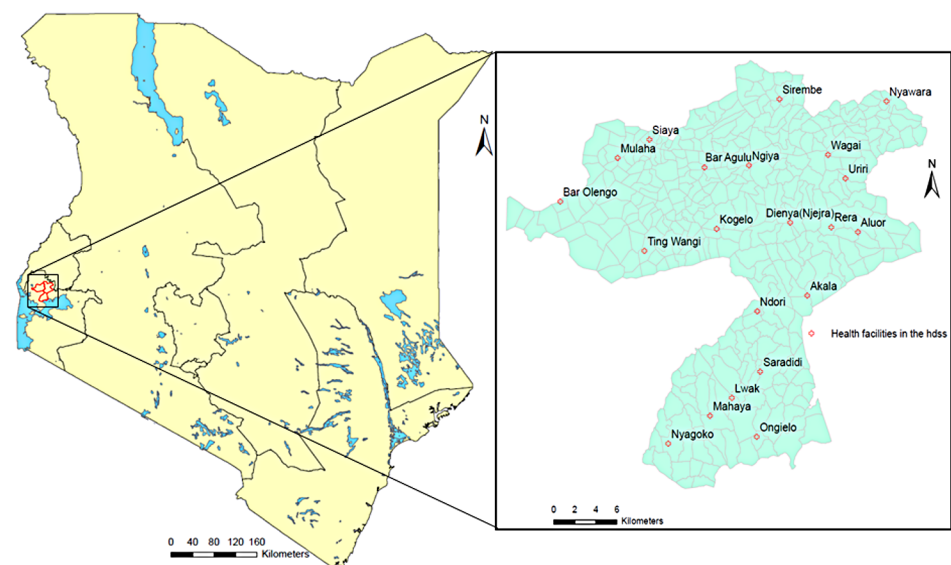 N
0 40 80 120 160
Kilometers
Sirembe
Nyawara
Siaya
Mulaha
Bar Agulu
Ngiya
Wagai
Uriri
N
Bar Olengo
Kogelo
Dienya(Njejra)
Rera
Aluor
Ting Wangi
Akala
Ndori
Health facilities in the hdss
Saradidi
Lwak
Mahaya
Nyagoko
Ongielo
0 2 4 6
Kilometers